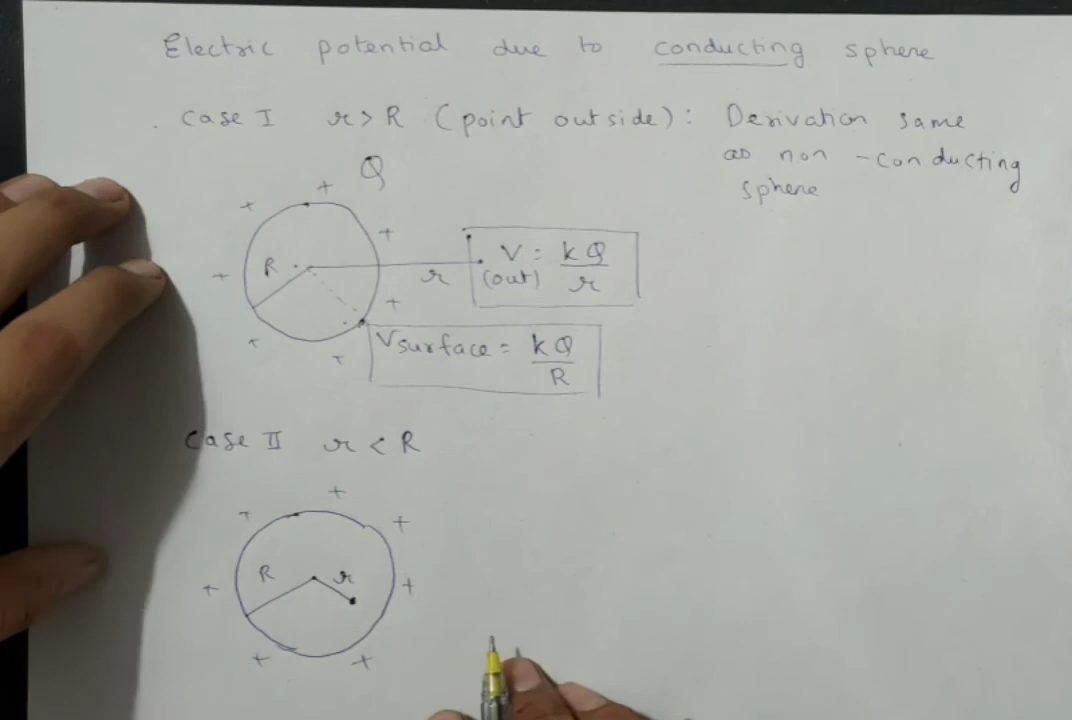 Electric potential due to conducting sphere
Case I r > R (point outside): Derivation same
as non-conducting
sphere
Q
+
+ +
R r V = kQ/r
(out)
+ +
+ +
Vsurface = kQ/R
Case II r < R
+
+ +
R r
+ +
+ +